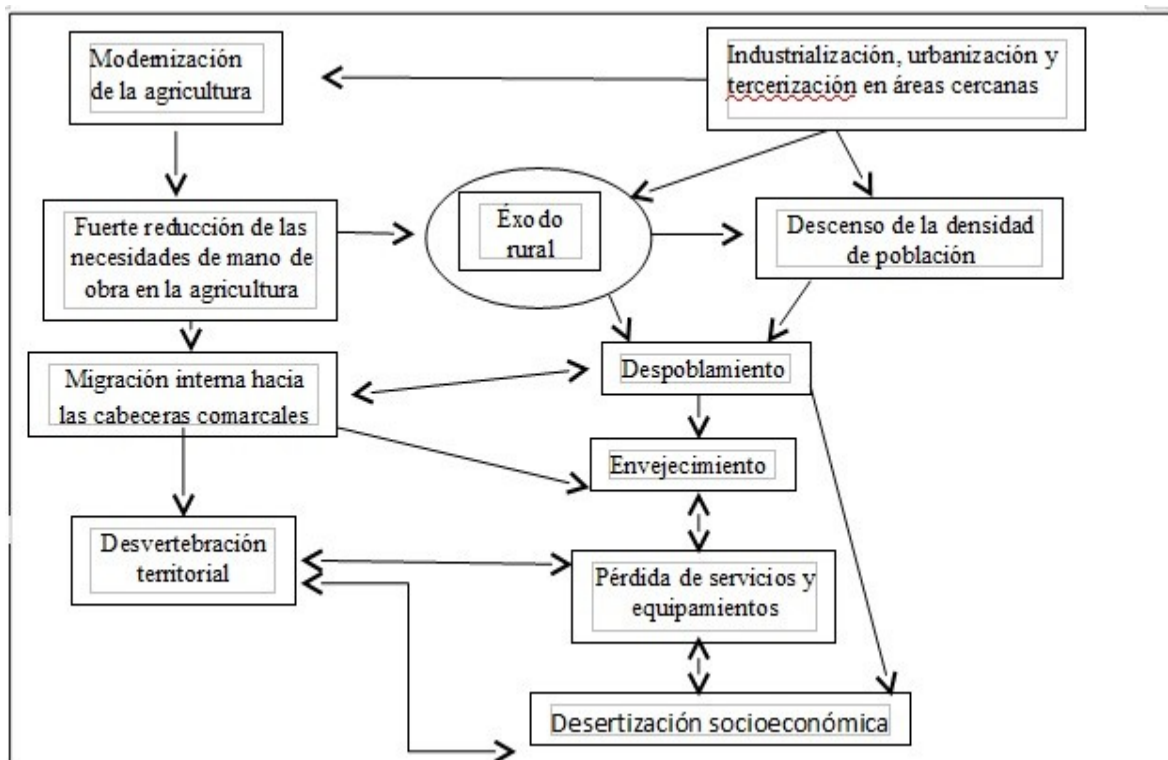 Modernización
de la agricultura
Industrialización, urbanización y
tercerización en áreas cercanas
Fuerte reducción de las
necesidades de mano de
obra en la agricultura
Éxodo
rural
Descenso de la densidad
de población
Migración interna hacia
las cabeceras comarcales
Despoblamiento
Envejecimiento
Desvertebración
territorial
Pérdida de servicios y
equipamientos
Desertización socioeconómica